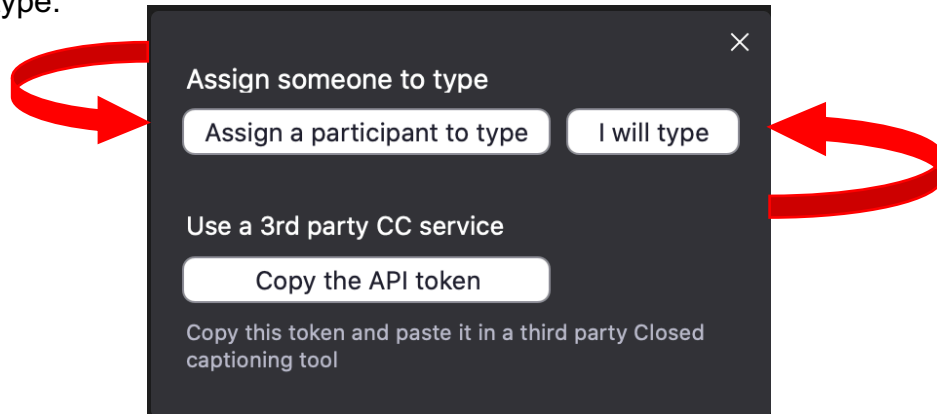 ype.
Assign someone to type
Assign a participant to type I will type
Use a 3rd party CC service
Copy the API token
Copy this token and paste it in a third party Closed
captioning tool